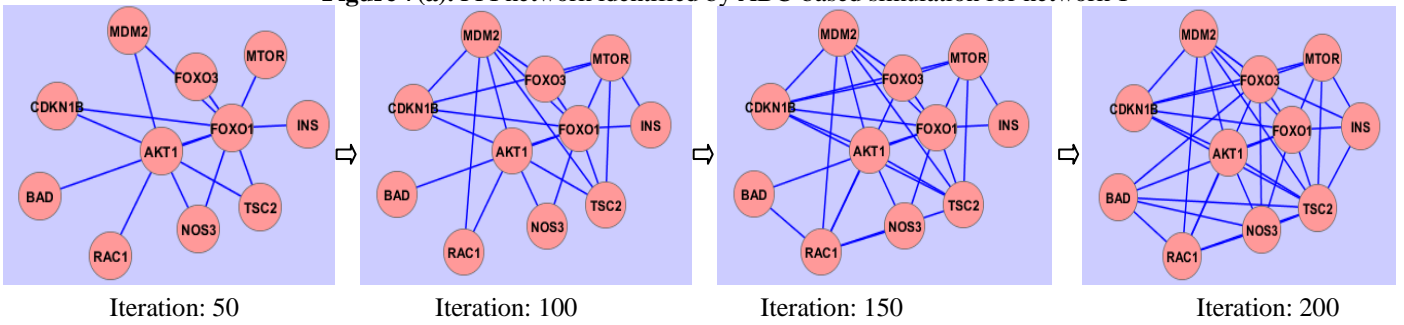 Figure (a): PPI network identified by ABC based simulation for network
MDM2
MTOR
FOXO3
CDKN1B
FOXO1
INS
AKT1
BAD
TSC2
NOS3
RAC1
Iteration: 50
MDM2
MTOR
FOXO3
CDKN1B
FOXO1
INS
AKT1
BAD
TSC2
NOS3
RAC1
Iteration: 100
MDM2
MTOR
FOXO3
CDKN1B
FOXO1
INS
AKT1
BAD
TSC2
NOS3
RAC1
Iteration: 150
MDM2
MTOR
FOXO3
CDKN1B
FOXO1
INS
AKT1
BAD
TSC2
NOS3
RAC1
Iteration: 200